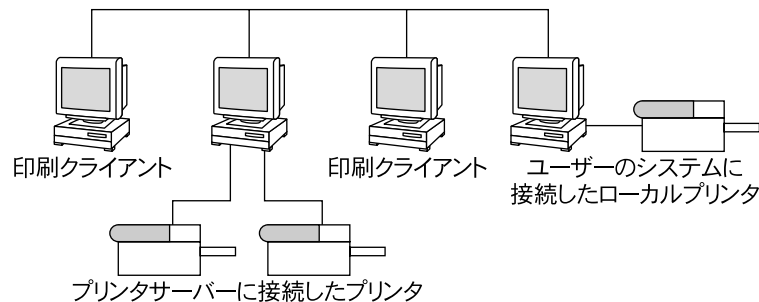 印刷クライアント
印刷クライアント
ユーザーのシステムに
接続したローカルプリンタ
プリンタサーバーに接続したプリンタ